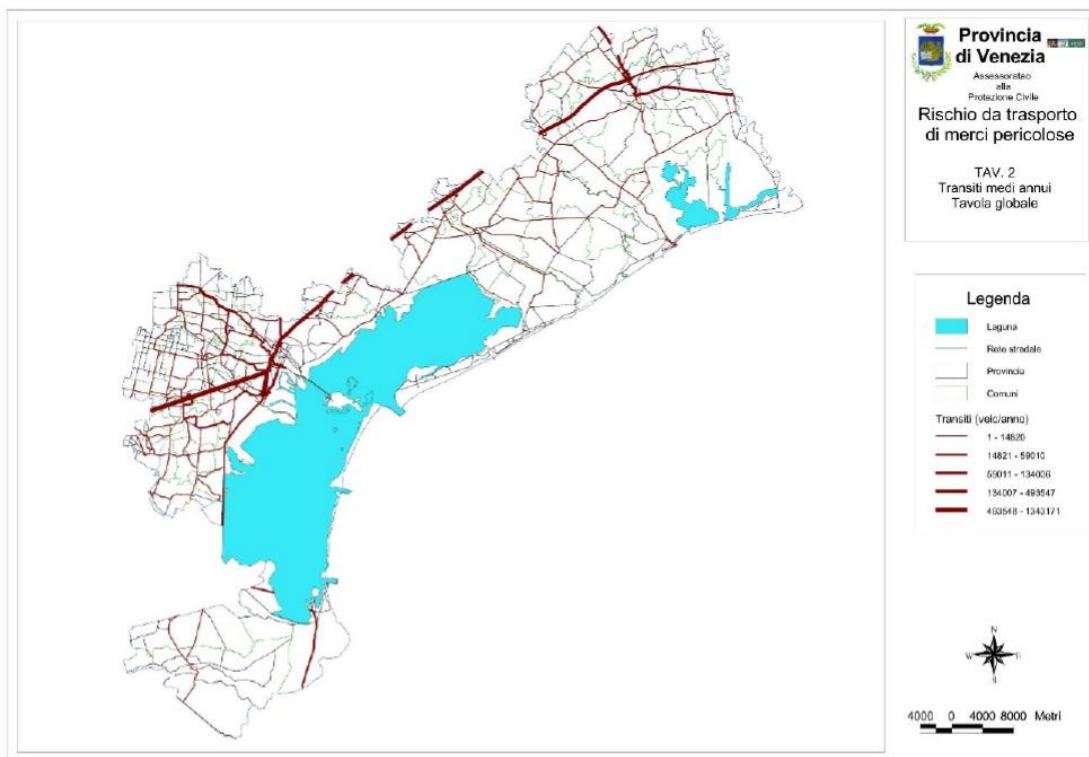 Provincia
di Venezia
Assessorateo
alla
Protezione Civile
Rischio da trasporto
di merci pericolose
TAV. 2
Transiti medi annui
Tavola globale
Legenda
Laguna
Rete stradale
Provincia
Comuni
Transiti (veic/anno)
1 - 14820
14821 - 59010
59011 - 134006
134007 - 493547
493548 - 1343171
N
W
S
4000 0 4000 8000 Metri